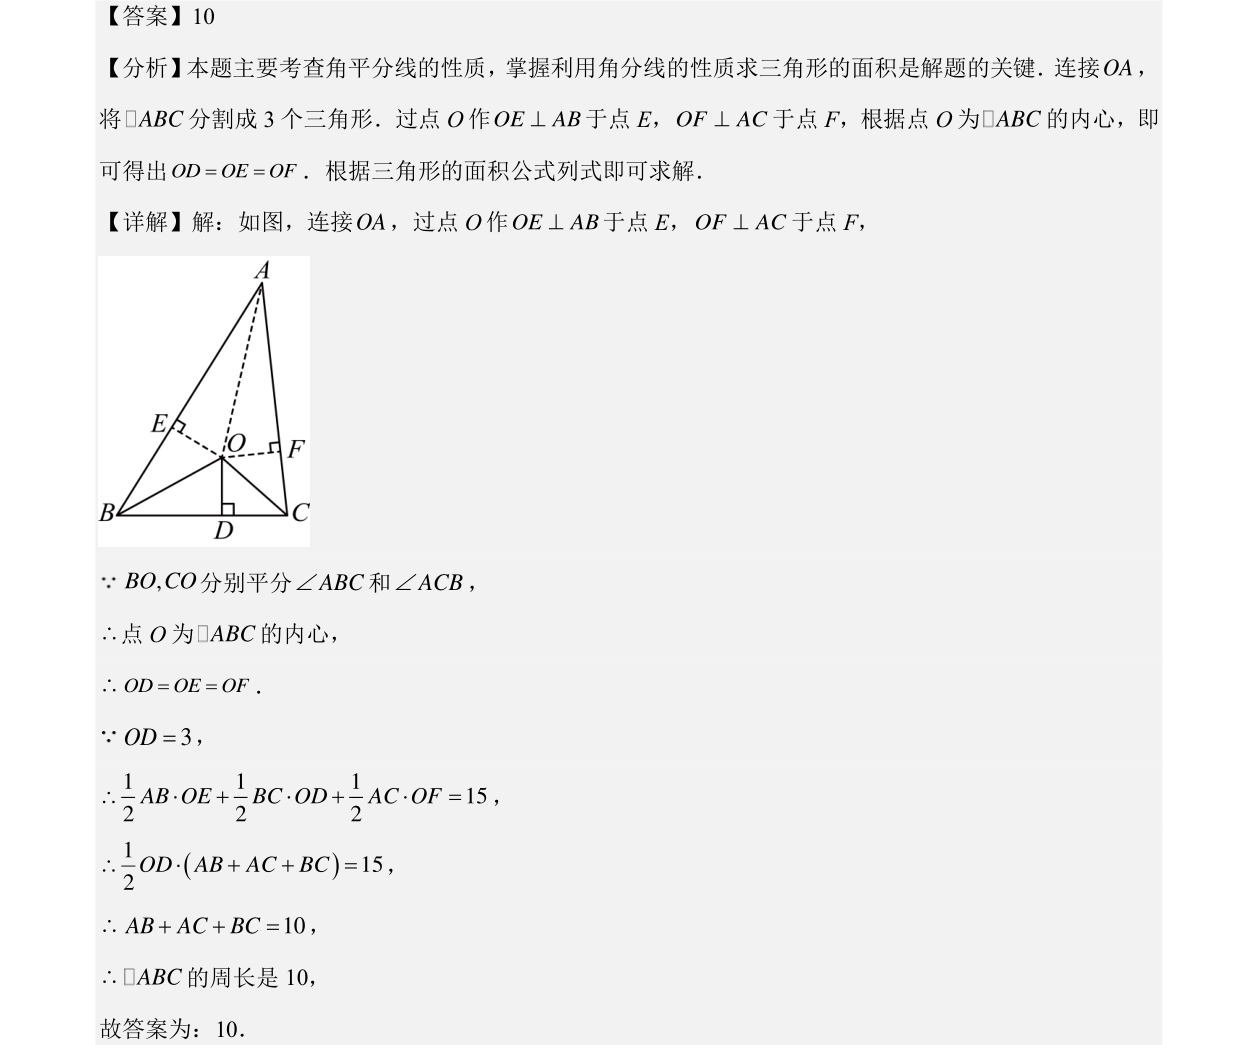 【答案】10
【分析】本题主要考查角平分线的性质，掌握利用角分线的性质求三角形的面积是解题的关键．连接OA，
将□ABC分割成3个三角形．过点O作OE⊥AB于点E，OF⊥AC于点F，根据点O为□ABC的内心，即
可得出OD=OE=OF．根据三角形的面积公式列式即可求解．
【详解】解：如图，连接OA，过点O作OE⊥AB于点E，OF⊥AC于点F，
A
E
O
F
B
C
D
∵BO,CO分别平分∠ABC和∠ACB，
∴点O为□ABC的内心，
∴OD=OE=OF．
∵OD=3，
∴1/2 AB·OE+1/2 BC·OD+1/2 AC·OF=15，
∴1/2 OD·(AB+AC+BC)=15，
∴AB+AC+BC=10，
∴□ABC的周长是10，
故答案为：10．